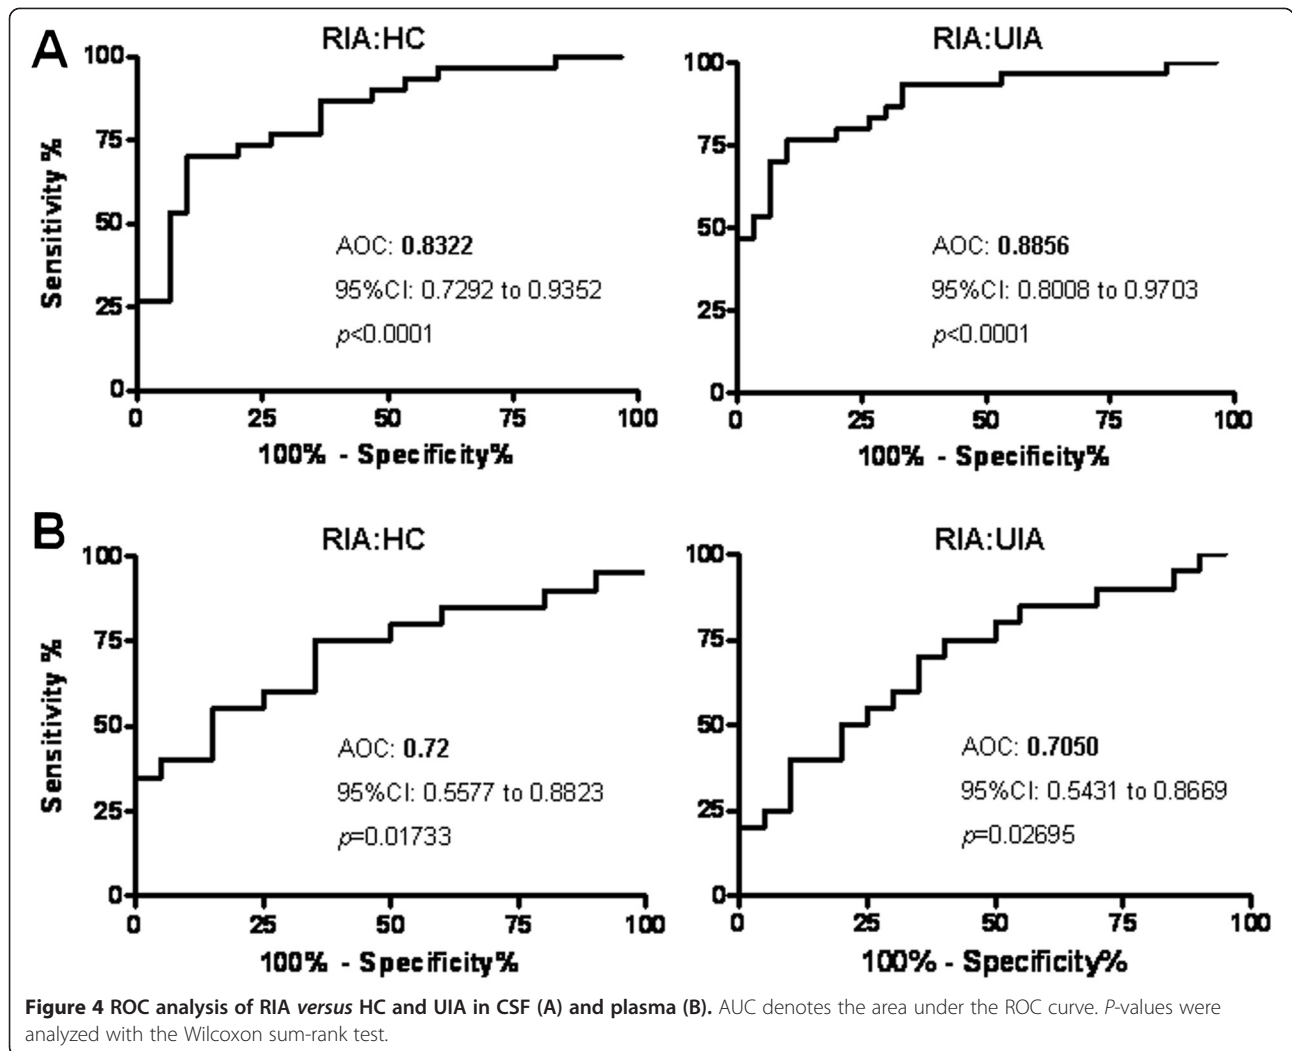 A
RIA:HC
100
75
50
25
0
Sensitivity %
AOC: 0.8322
95%CI: 0.7292 to 0.9352
p<0.0001
0 25 50 75 100
100% - Specificity%
RIA:UIA
100
75
50
25
0
AOC: 0.8856
95%CI: 0.8008 to 0.9703
p<0.0001
0 25 50 75 100
100% - Specificity%
B
RIA:HC
100
75
50
25
0
Sensitivity %
AOC: 0.72
95%CI: 0.5577 to 0.8823
p=0.01733
0 25 50 75 100
100% - Specificity%
RIA:UIA
100
75
50
25
0
AOC: 0.7050
95%CI: 0.5431 to 0.8669
p=0.02695
0 25 50 75 100
100% - Specificity%
Figure 4 ROC analysis of RIA versus HC and UIA in CSF (A) and plasma (B). AUC denotes the area under the ROC curve. P-values were
analyzed with the Wilcoxon sum-rank test.